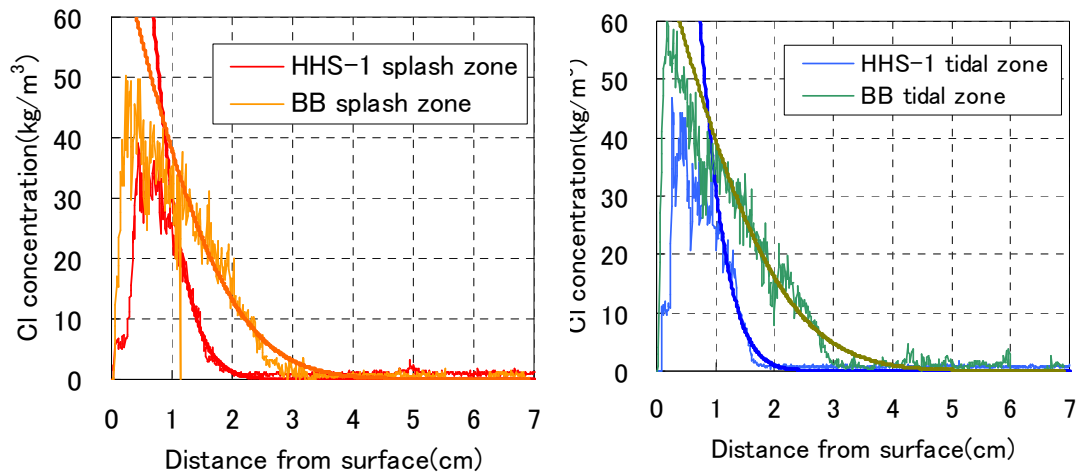 60
50
40
30
20
10
0
Cl concentration(kg/m³)
HHS-1 splash zone
BB splash zone
0 1 2 3 4 5 6 7
Distance from surface(cm)
60
50
40
30
20
10
0
Cl concentration(kg/m
HHS-1 tidal zone
BB tidal zone
0 1 2 3 4 5 6 7
Distance from surface(cm)